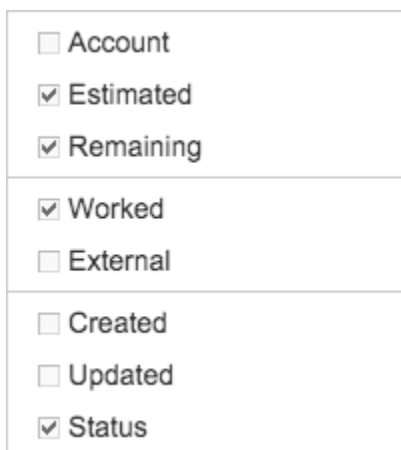 Account
Estimated
Remaining
Worked
External
Created
Updated
Status